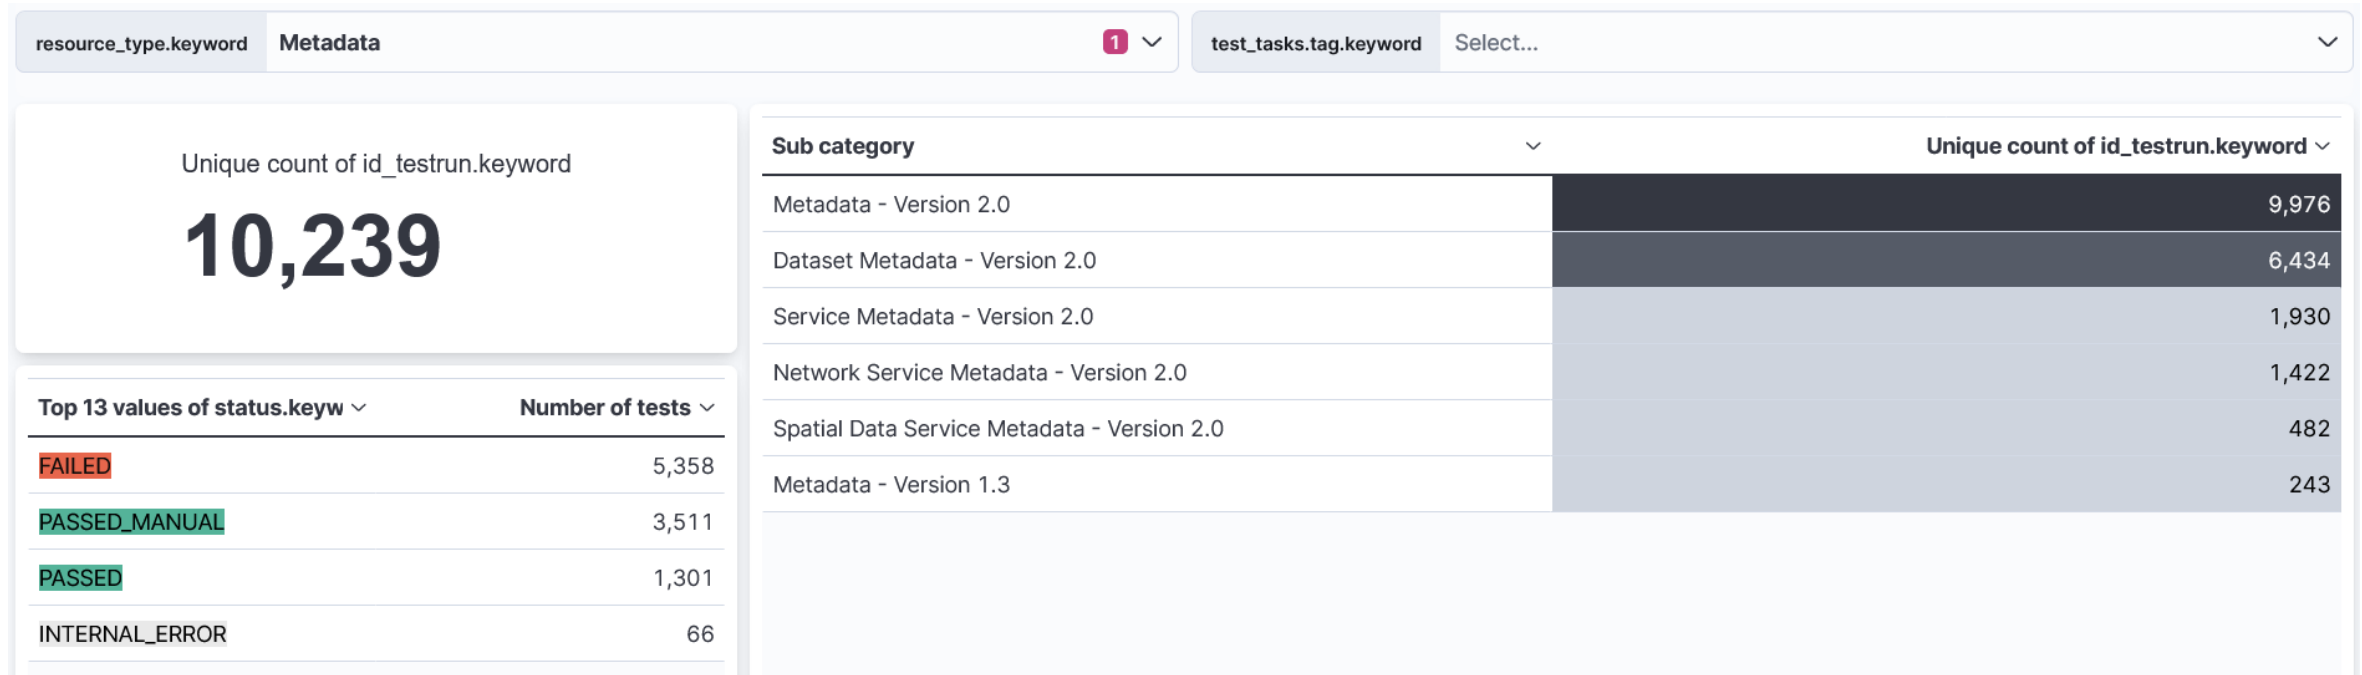 resource_type.keyword Metadata 1 test_tasks.tag.keyword Select...
Unique count of id_testrun.keyword
10,239
Top 13 values of status.keyw Number of tests
FAILED 5,358
PASSED_MANUAL 3,511
PASSED 1,301
INTERNAL_ERROR 66
Sub category Unique count of id_testrun.keyword
Metadata - Version 2.0 9,976
Dataset Metadata - Version 2.0 6,434
Service Metadata - Version 2.0 1,930
Network Service Metadata - Version 2.0 1,422
Spatial Data Service Metadata - Version 2.0 482
Metadata - Version 1.3 243